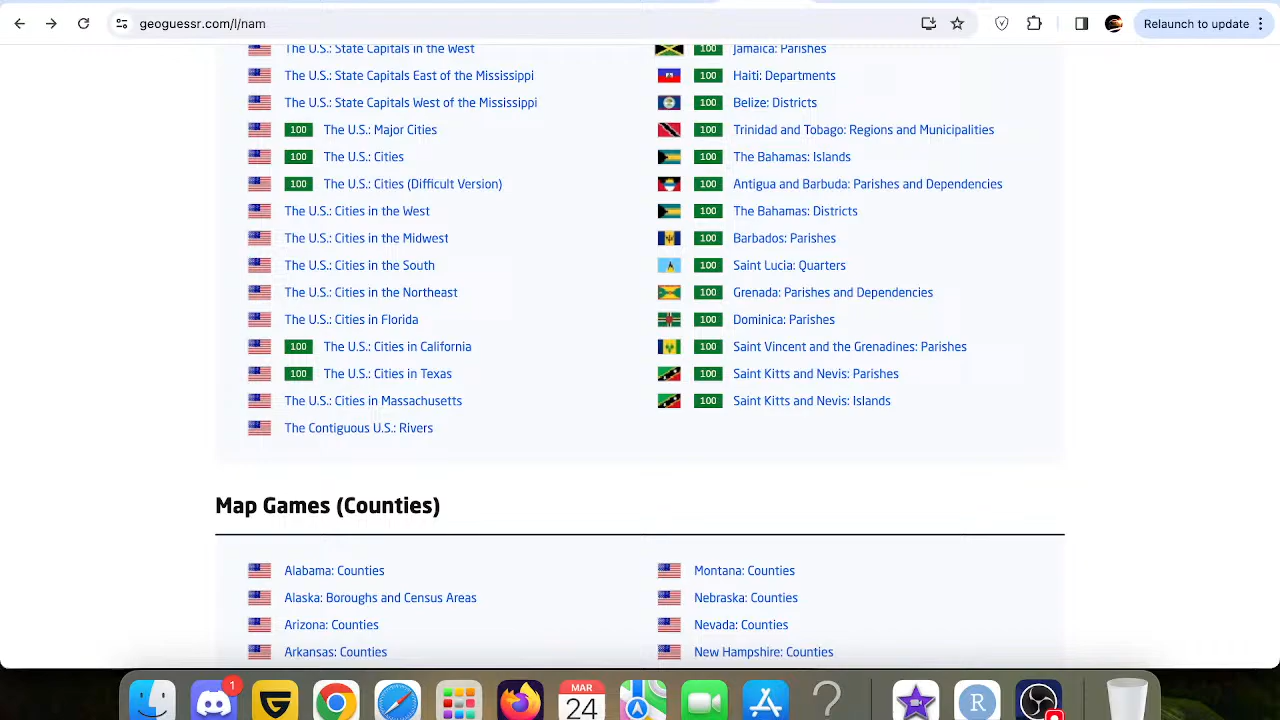 geoguessr.com/l/nam
Relaunch to update
The U.S.: State Capitals in the West
The U.S.: State Capitals East of the Mississippi
The U.S.: State Capitals West of the Mississippi
100 The U.S.: Major Cities
100 The U.S.: Cities
100 The U.S.: Cities (Difficult Version)
The U.S.: Cities in the West
The U.S.: Cities in the Midwest
The U.S.: Cities in the South
The U.S.: Cities in the Northeast
The U.S.: Cities in Florida
100 The U.S.: Cities in California
100 The U.S.: Cities in Texas
The U.S.: Cities in Massachusetts
The Contiguous U.S.: Rivers
100 Jamaica: Parishes
100 Haiti: Departments
100 Belize: Districts
100 Trinidad and Tobago: Regions and Municipalities
100 The Bahamas: Islands
100 Antigua and Barbuda: Parishes and Dependencies
100 The Bahamas: Districts
100 Barbados: Parishes
100 Saint Lucia: Quarters
100 Grenada: Parishes and Dependencies
100 Dominica: Parishes
100 Saint Vincent and the Grenadines: Parishes
100 Saint Kitts and Nevis: Parishes
100 Saint Kitts and Nevis: Islands
Map Games (Counties)
Alabama: Counties
Alaska: Boroughs and Census Areas
Arizona: Counties
Arkansas: Counties
Montana: Counties
Nebraska: Counties
Nevada: Counties
New Hampshire: Counties
1
MAR
24
?
R